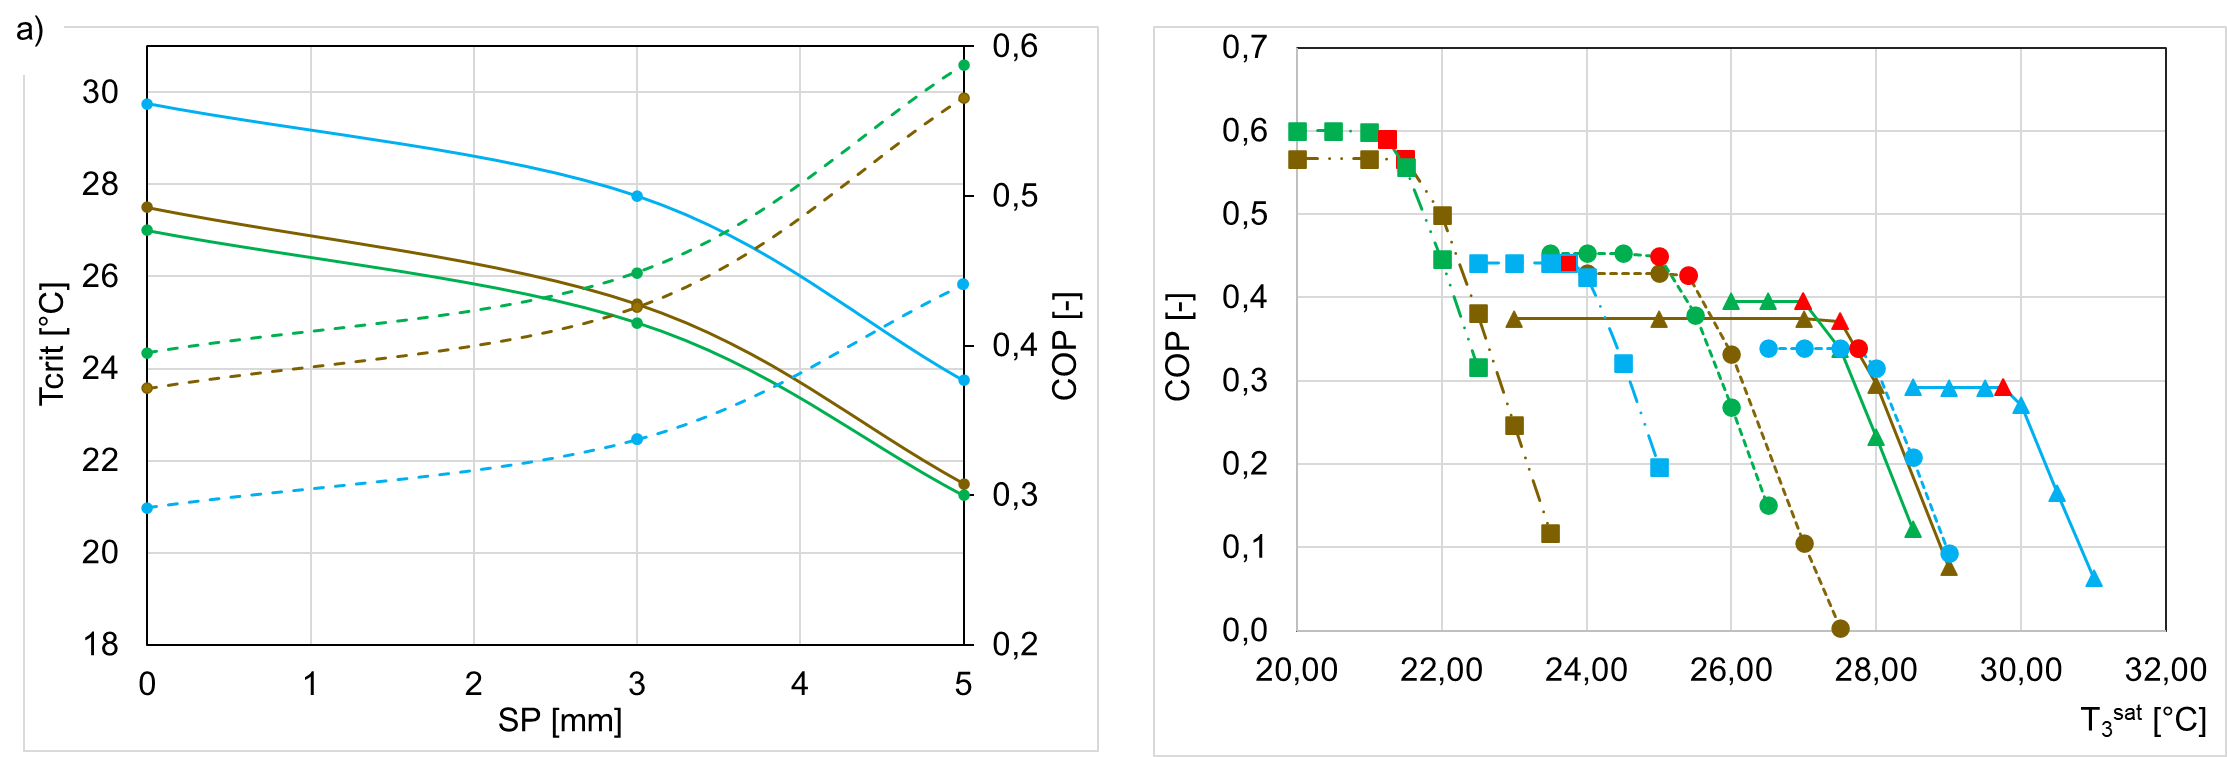 a)
30
28
26
24
22
20
18
Tcrit [°C]
0 1 2 3 4 5
SP [mm]
0,6
0,5
0,4
0,3
0,2
COP [-]
0,7
0,6
0,5
0,4
0,3
0,2
0,1
0,0
COP [-]
20,00 22,00 24,00 26,00 28,00 30,00 32,00
T₃ˢᵃᵗ [°C]